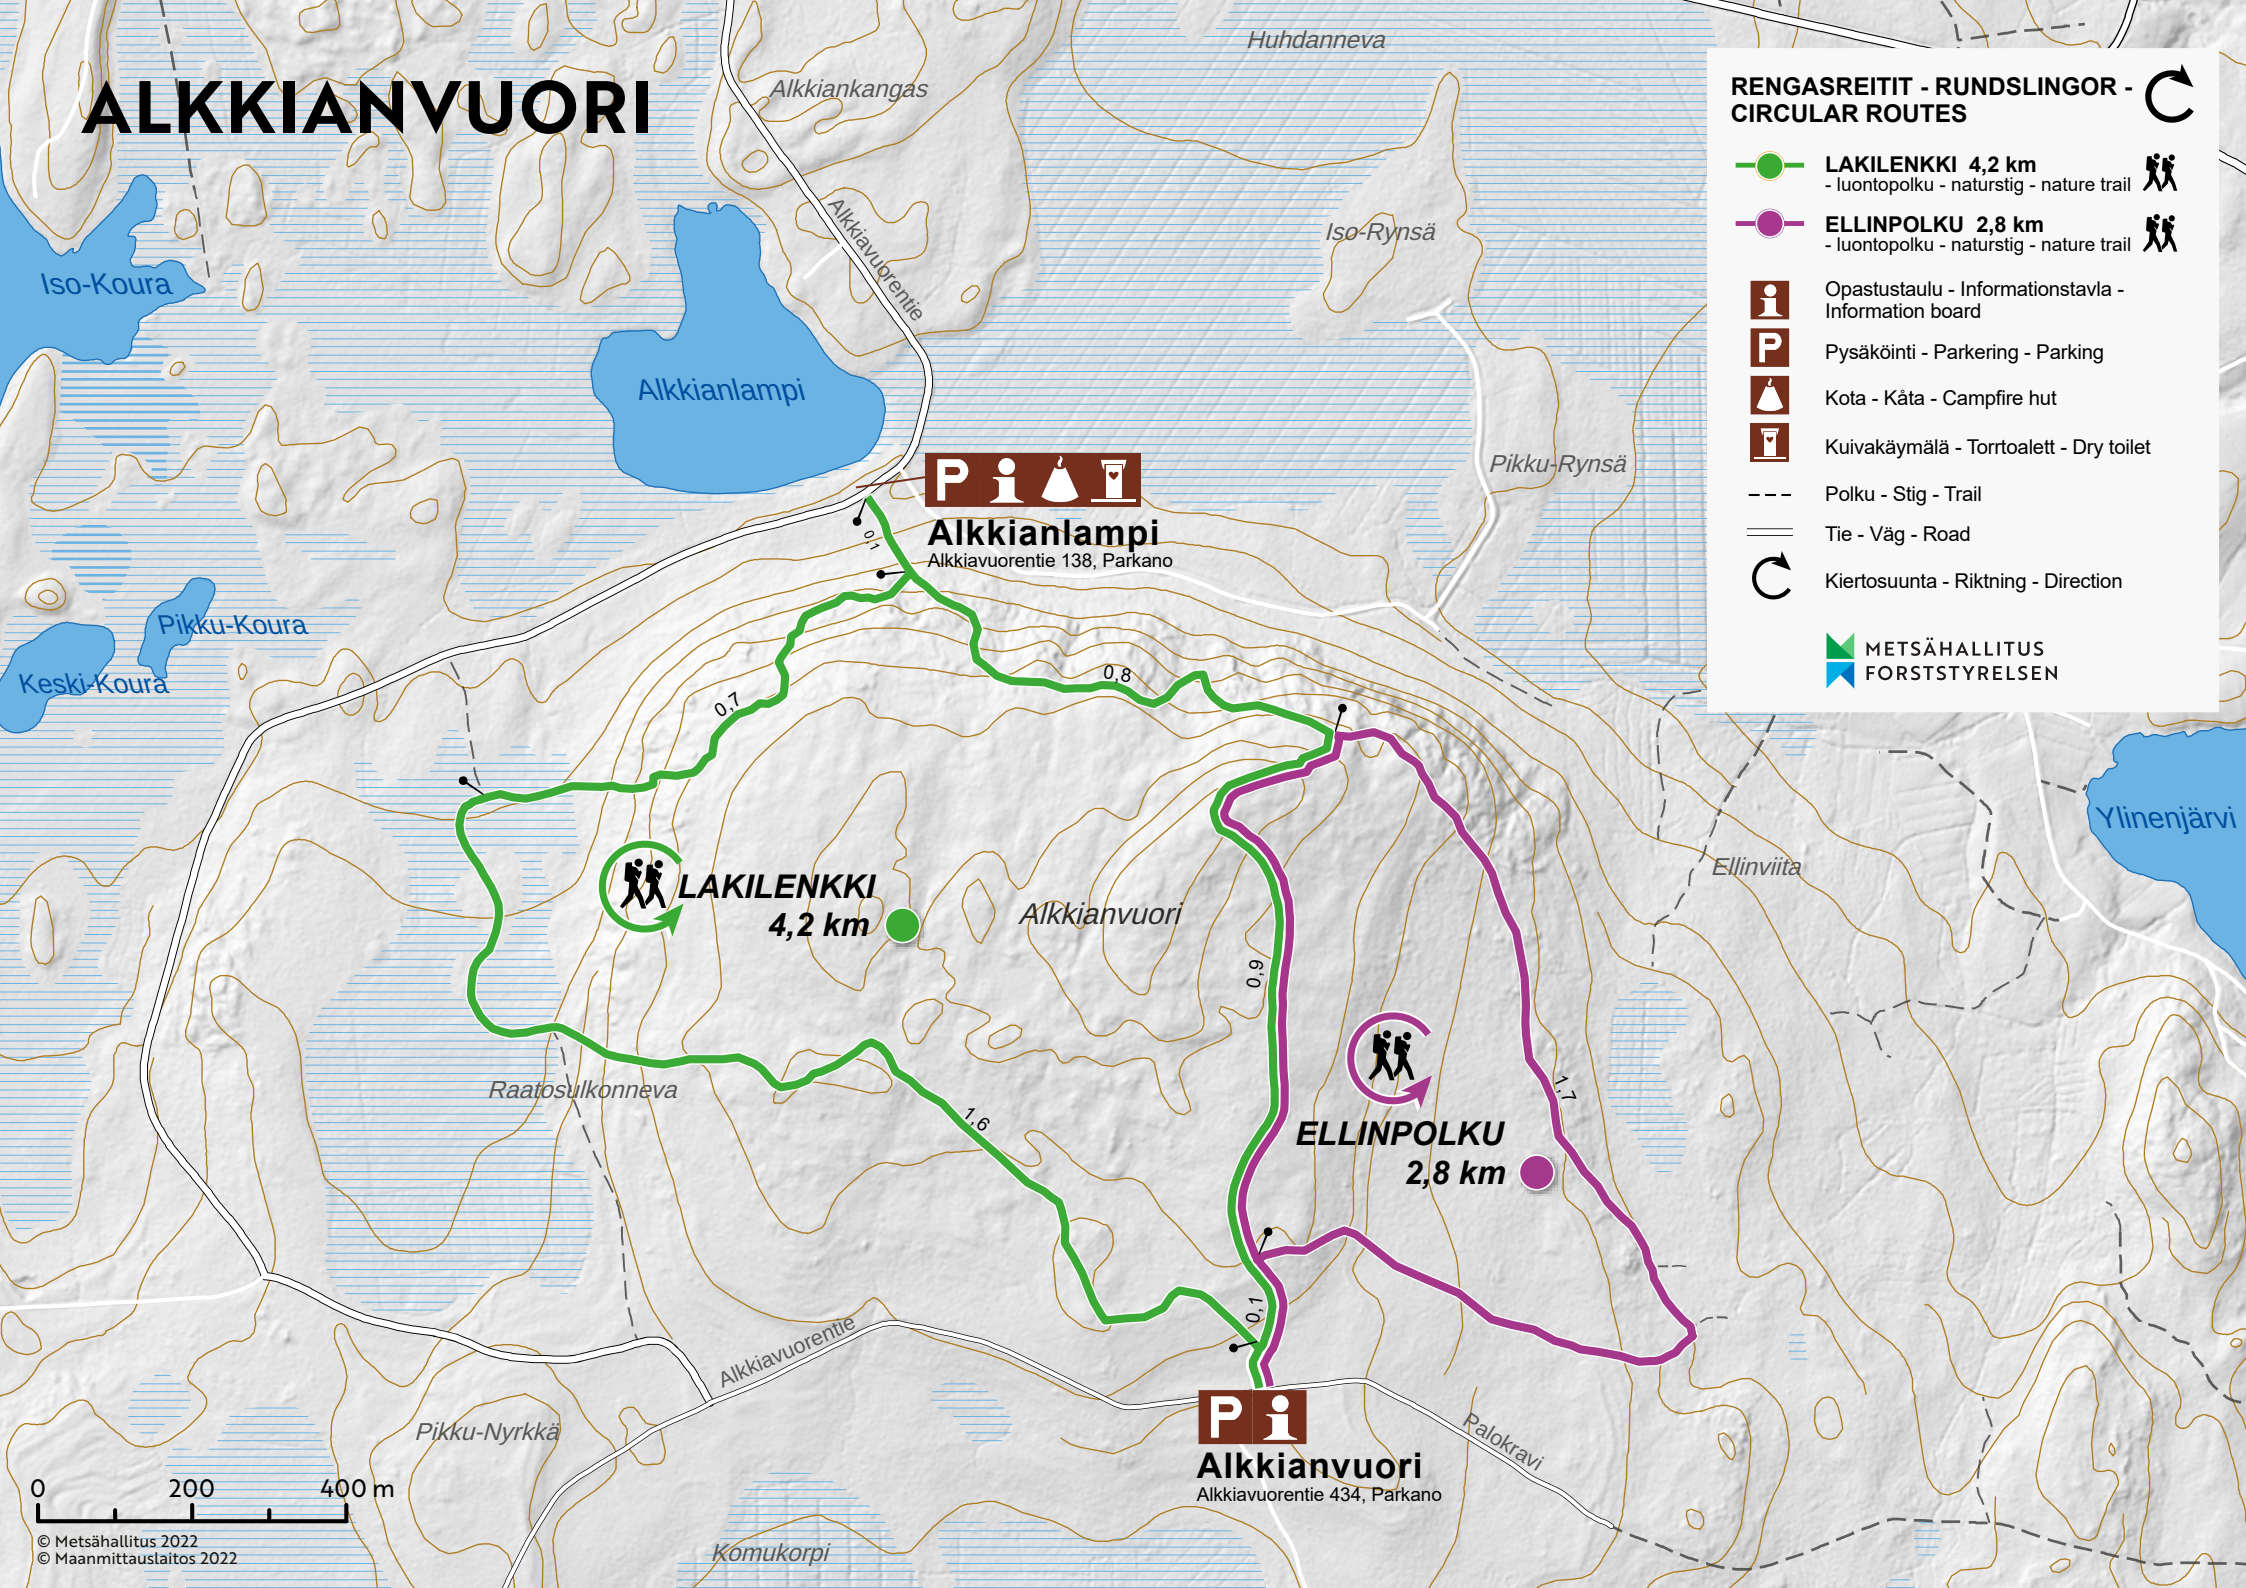 ALKKIANVUORI
Huhdanneva
Alkkiankangas
Alkkiavuorentie
Iso-Rynsä
Iso-Koura
Alkkianlampi
Pikku-Rynsä
RENGASREITIT - RUNDSLINGOR -
CIRCULAR ROUTES
LAKILENKKI 4,2 km
- luontopolku - naturstig - nature trail
ELLINPOLKU 2,8 km
- luontopolku - naturstig - nature trail
Opastustaulu - Informationstavla -
Information board
P
Pysäköinti - Parkering - Parking
Kota - Kåta - Campfire hut
Kuivakäymälä - Torrtoalett - Dry toilet
Polku - Stig - Trail
Tie - Väg - Road
Kiertosuunta - Riktning - Direction
METSÄHALLITUS
FORSTSTYRELSEN
P
Alkkianlampi
Alkkiavuorentie 138, Parkano
0,1
Pikku-Koura
Keski-Koura
0,8
0,7
Ylinenjärvi
Ellinviita
LAKILENKKI
4,2 km
Alkkianvuori
0,9
Raatosulkonneva
1,6
1,7
ELLINPOLKU
2,8 km
0,1
Alkkiavuorentie
P
Alkkianvuori
Alkkiavuorentie 434, Parkano
Palokravi
Pikku-Nyrkkä
Komukorpi
0 200 400 m
© Metsähallitus 2022
© Maanmittauslaitos 2022